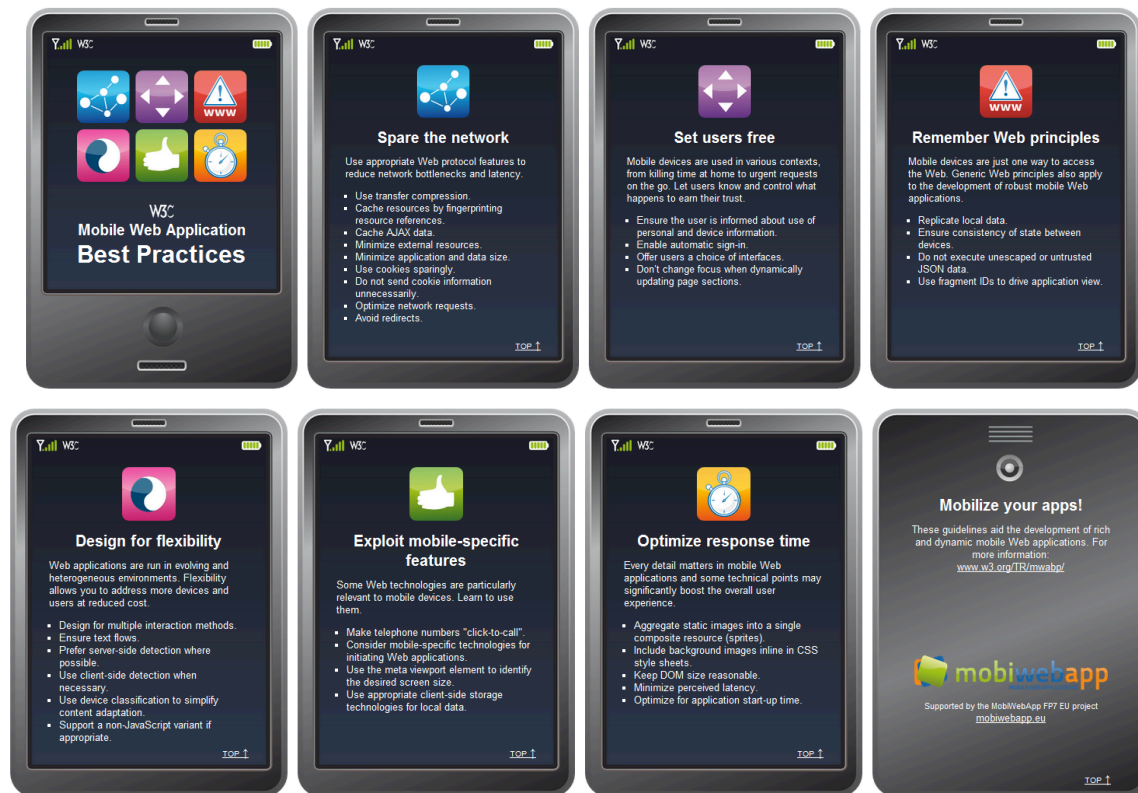 W3C
www
W3C
Mobile Web Application
Best Practices
W3C
Spare the network
Use appropriate Web protocol features to
reduce network bottlenecks and latency.
Use transfer compression.
Cache resources by fingerprinting
resource references.
Cache AJAX data.
Minimize external resources.
Minimize application and data size.
Use cookies sparingly.
Do not send cookie information
unnecessarily.
Optimize network requests.
Avoid redirects.
TOP ↑
W3C
Set users free
Mobile devices are used in various contexts,
from killing time at home to urgent requests
on the go. Let users know and control what
happens to earn their trust.
Ensure the user is informed about use of
personal and device information.
Enable automatic sign-in.
Offer users a choice of interfaces.
Don't change focus when dynamically
updating page sections.
TOP ↑
W3C
www
Remember Web principles
Mobile devices are just one way to access
the Web. Generic Web principles also apply
to the development of robust mobile Web
applications.
Replicate local data.
Ensure consistency of state between
devices.
Do not execute unescaped or untrusted
JSON data.
Use fragment IDs to drive application view.
TOP ↑
W3C
Design for flexibility
Web applications are run in evolving and
heterogeneous environments. Flexibility
allows you to address more devices and
users at reduced cost.
Design for multiple interaction methods.
Ensure text flows.
Prefer server-side detection where
possible.
Use client-side detection when
necessary.
Use device classification to simplify
content adaptation.
Support a non-JavaScript variant if
appropriate.
TOP ↑
W3C
Exploit mobile-specific
features
Some Web technologies are particularly
relevant to mobile devices. Learn to use
them.
Make telephone numbers "click-to-call".
Consider mobile-specific technologies for
initiating Web applications.
Use the meta viewport element to identify
the desired screen size.
Use appropriate client-side storage
technologies for local data.
TOP ↑
W3C
Optimize response time
Every detail matters in mobile Web
applications and some technical points may
significantly boost the overall user
experience.
Aggregate static images into a single
composite resource (sprites).
Include background images inline in CSS
style sheets.
Keep DOM size reasonable.
Minimize perceived latency.
Optimize for application start-up time.
TOP ↑
Mobilize your apps!
These guidelines aid the development of rich
and dynamic mobile Web applications. For
more information:
www.w3.org/TR/mwabp/
mobiwebapp
Supported by the MobiWebApp FP7 EU project
mobiwebapp.eu
TOP ↑